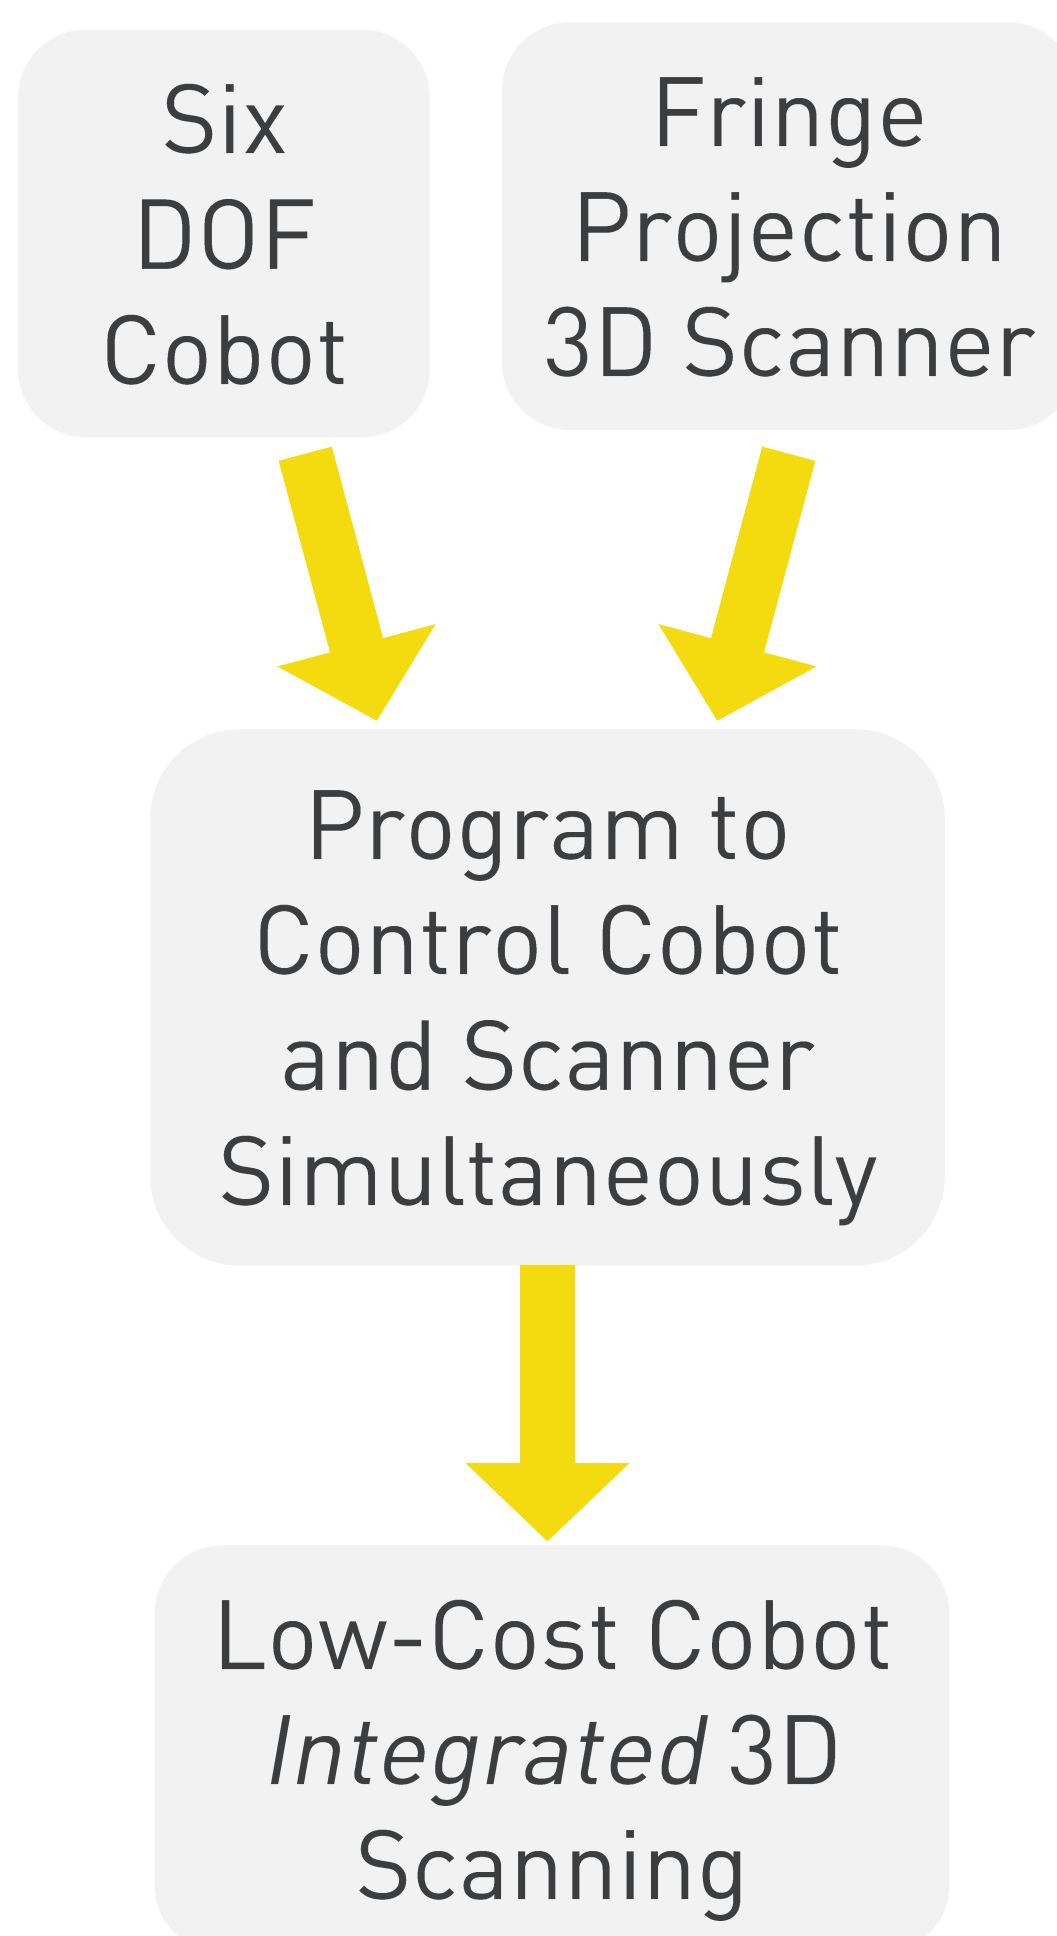 Six
DOF
Cobot
Fringe
Projection
3D Scanner
Program to
Control Cobot
and Scanner
Simultaneously
Low-Cost Cobot
Integrated 3D
Scanning